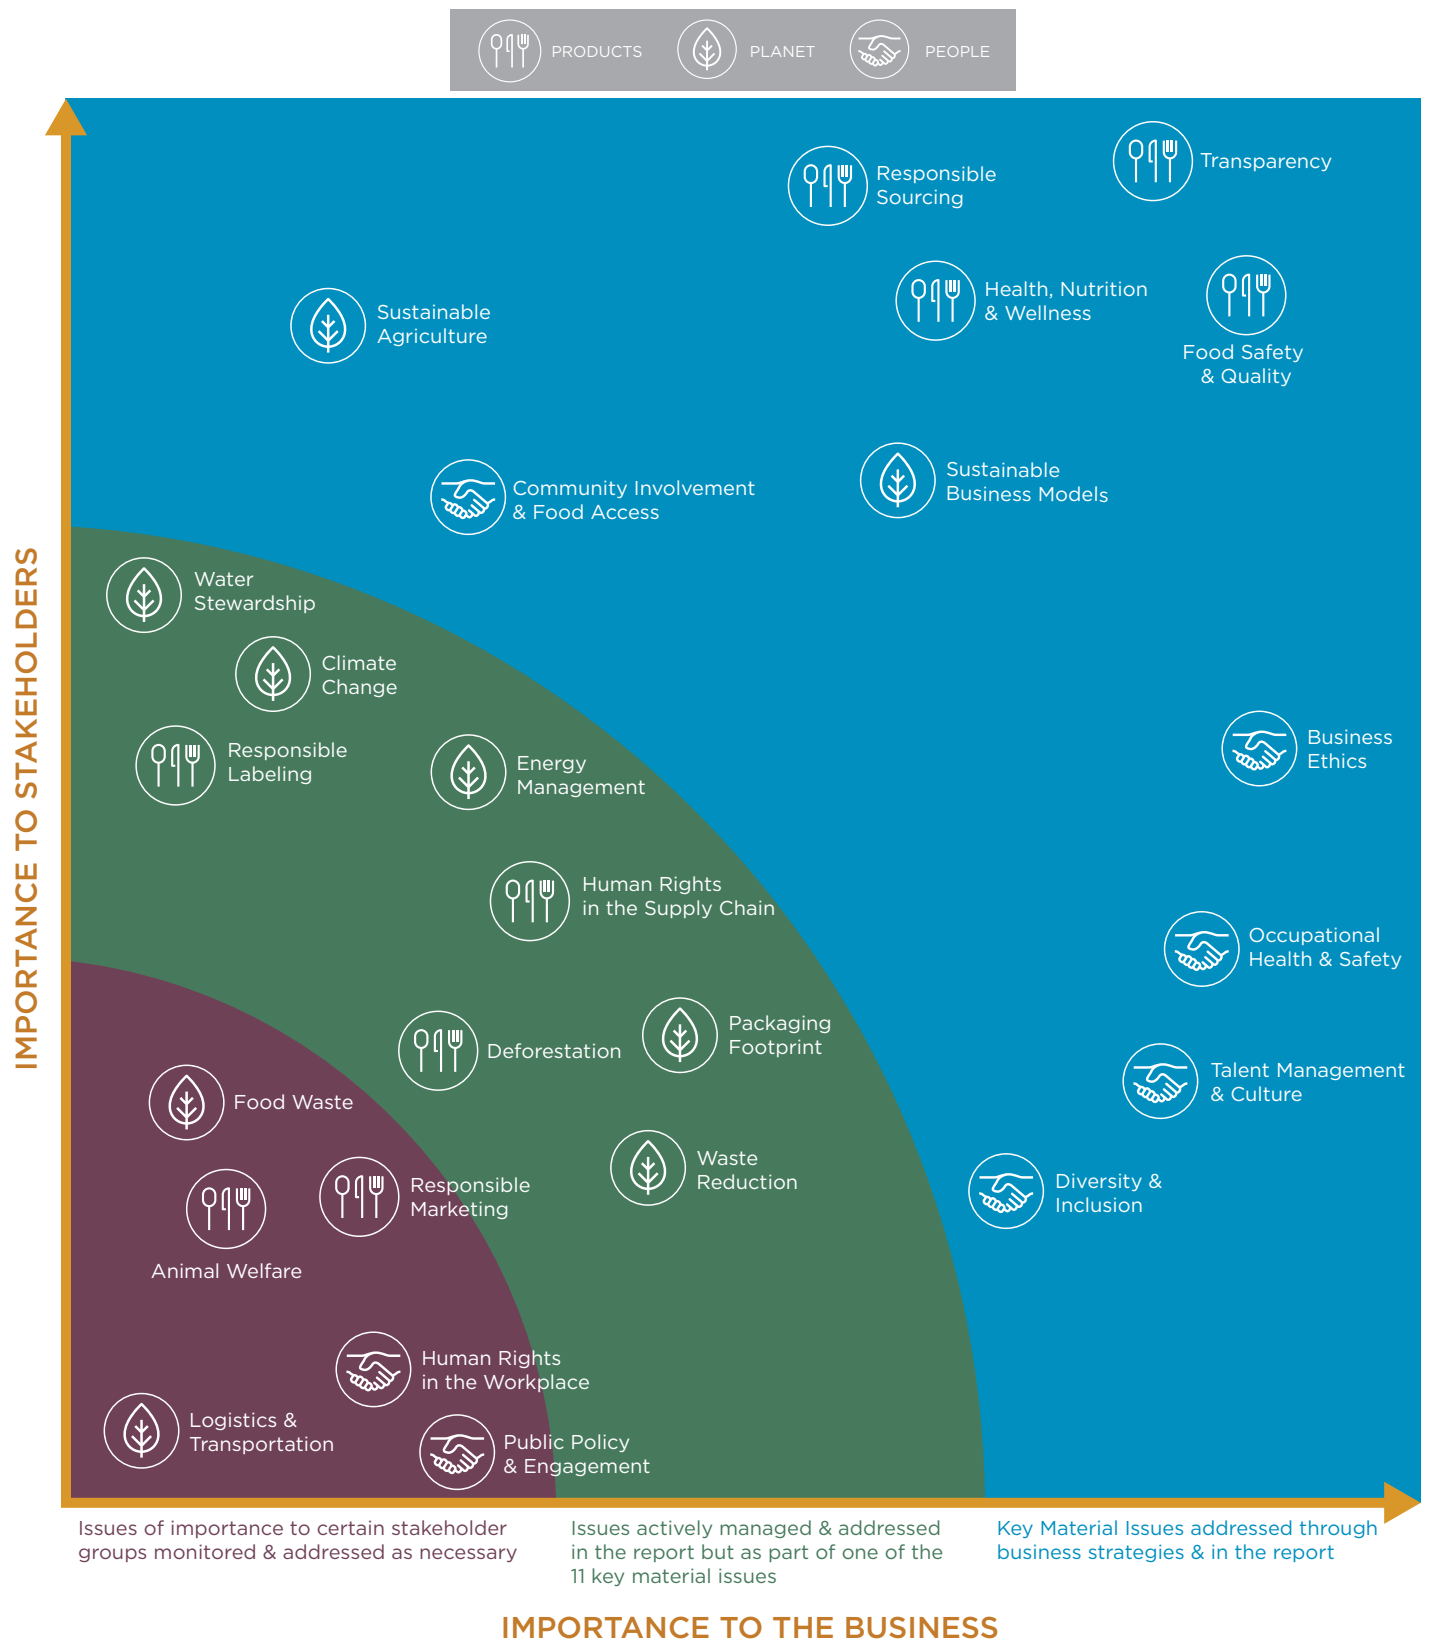 PRODUCTS
PLANET
PEOPLE
Transparency
Responsible
Sourcing
Health, Nutrition
& Wellness
Food Safety
& Quality
Sustainable
Agriculture
Sustainable
Business Models
Community Involvement
& Food Access
Water
Stewardship
Climate
Change
Responsible
Labeling
Energy
Management
Business
Ethics
Human Rights
in the Supply Chain
Occupational
Health & Safety
Deforestation
Packaging
Footprint
Talent Management
& Culture
Food Waste
Waste
Reduction
Responsible
Marketing
Diversity &
Inclusion
Animal Welfare
Human Rights
in the Workplace
Logistics &
Transportation
Public Policy
& Engagement
IMPORTANCE TO STAKEHOLDERS
Issues of importance to certain stakeholder
groups monitored & addressed as necessary
Issues actively managed & addressed
in the report but as part of one of the
11 key material issues
Key Material Issues addressed through
business strategies & in the report
IMPORTANCE TO THE BUSINESS